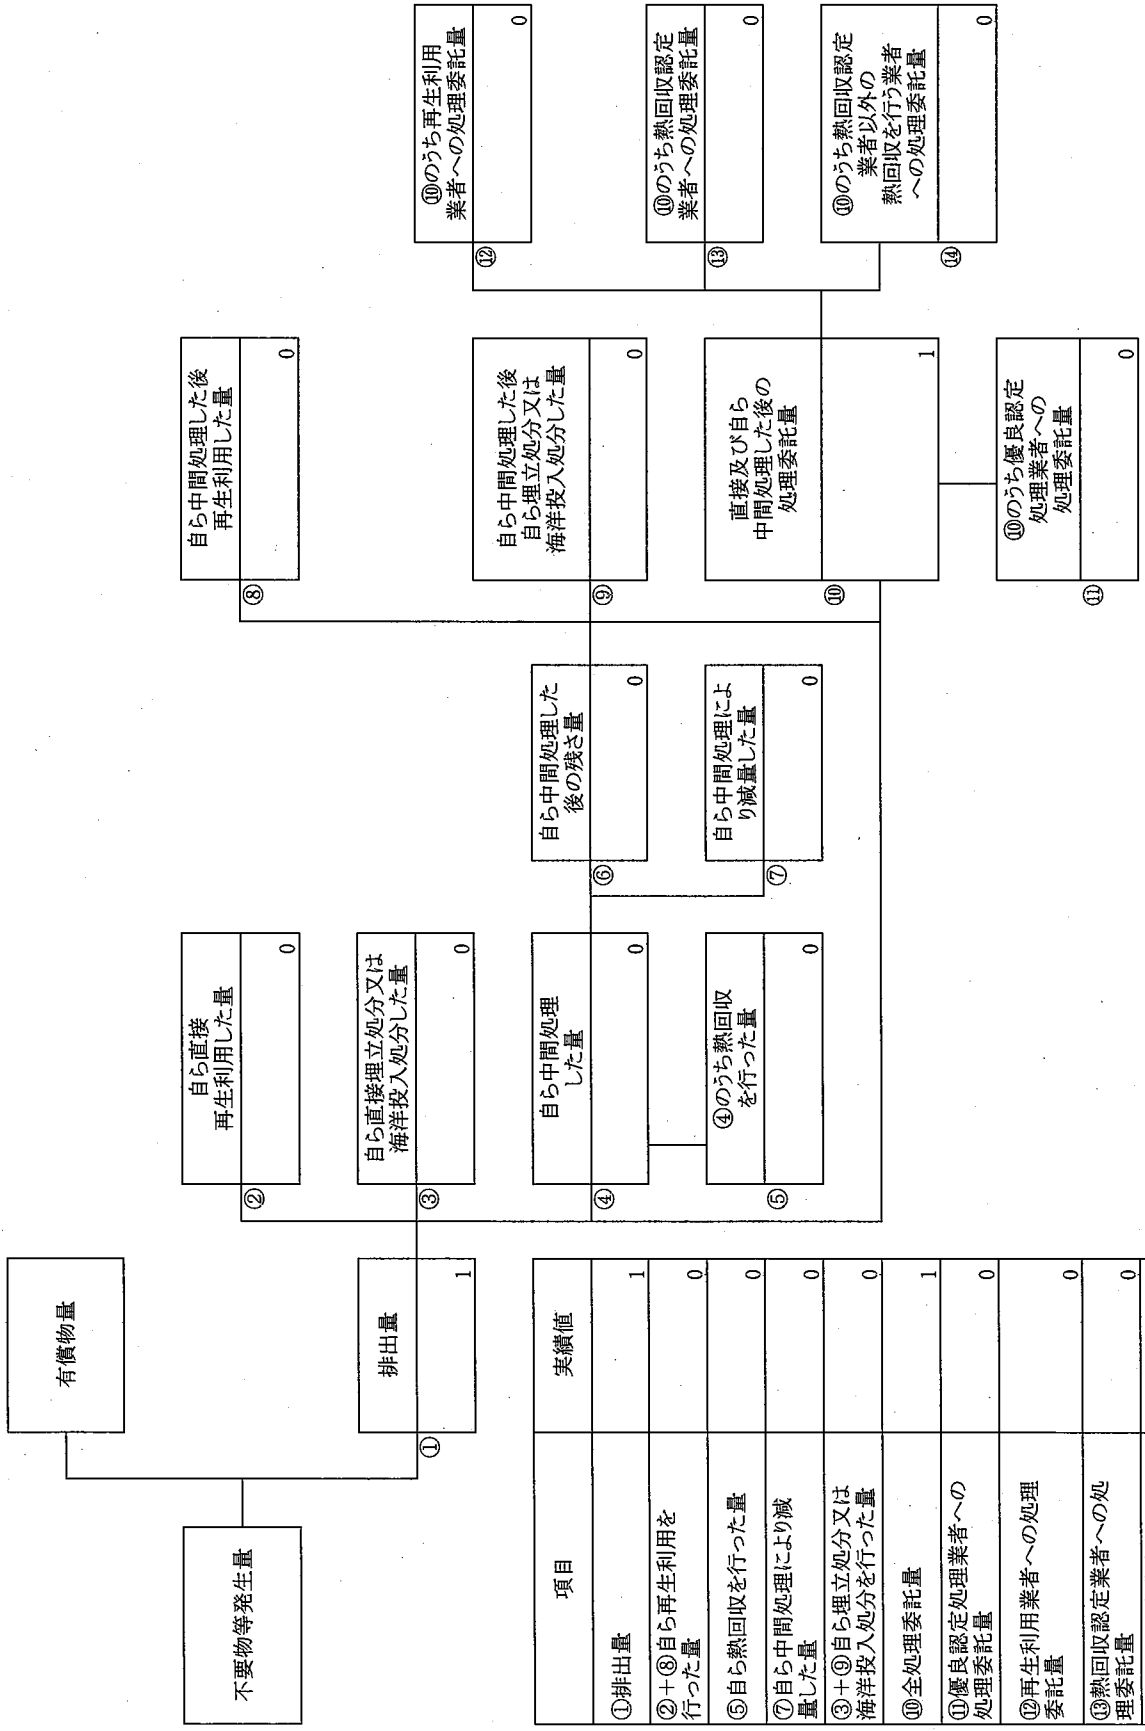 不要物等発生量
有償物量
①
排出量
1
②
自ら直接
再生利用した量
0
③
自ら直接埋立処分又は
海洋投入処分した量
0
④
自ら中間処理
した量
0
⑤
④のうち熱回収
を行った量
0
⑥
自ら中間処理した
後の残さ量
0
⑦
自ら中間処理によ
り減量した量
0
⑧
自ら中間処理した後
再生利用した量
0
⑨
自ら中間処理した後
自ら埋立処分又は
海洋投入処分した量
0
⑩
直接及び自ら
中間処理した後の
処理委託量
1
⑪
⑩のうち優良認定
処理業者への
処理委託量
0
⑫
⑩のうち再生利用
業者への処理委託量
0
⑬
⑩のうち熱回収認定
業者への処理委託量
0
⑭
⑩のうち熱回収認定
業者以外の
熱回収を行う業者
への処理委託量
0
項目 実績値
①排出量 1
②+⑧自ら再生利用を
行った量 0
⑤自ら熱回収を行った量 0
⑦自ら中間処理により減
量した量 0
③+⑨自ら埋立処分又は
海洋投入処分を行った量 0
⑩全処理委託量 1
⑪優良認定処理業者への
処理委託量 0
⑫再生利用業者への処理
委託量 0
⑬熱回収認定業者への処
理委託量 0